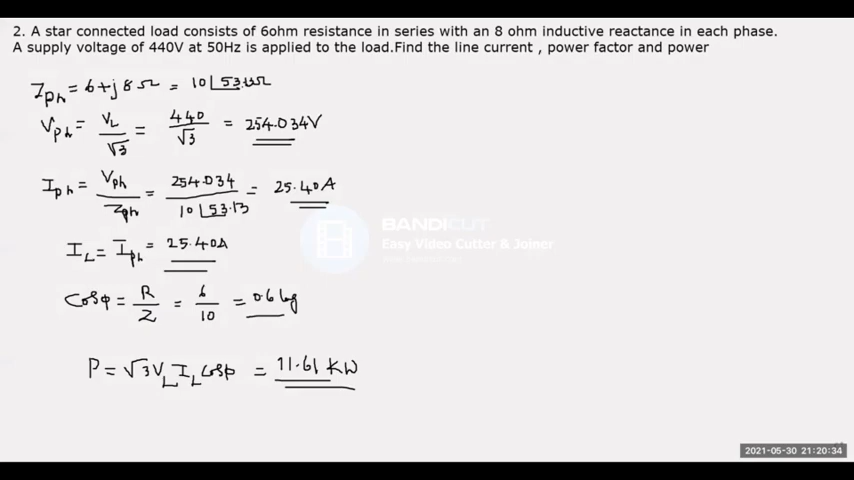 2. A star connected load consists of 6ohm resistance in series with an 8 ohm inductive reactance in each phase.
A supply voltage of 440V at 50Hz is applied to the load.Find the line current , power factor and power
Zph = 6+j8Ω = 10∠53.13Ω
Vph = VL/√3 = 440/√3 = 254.034V
Iph = Vph/Zph = 254.034/10∠53.13 = 25.40A
IL = Iph = 25.40A
Cosφ = R/Z = 6/10 = 0.6 lag
P = √3 VL IL cosφ = 11.61 KW
BANDICUT
Easy Video Cutter & Joiner
2021-05-30 21:20:34